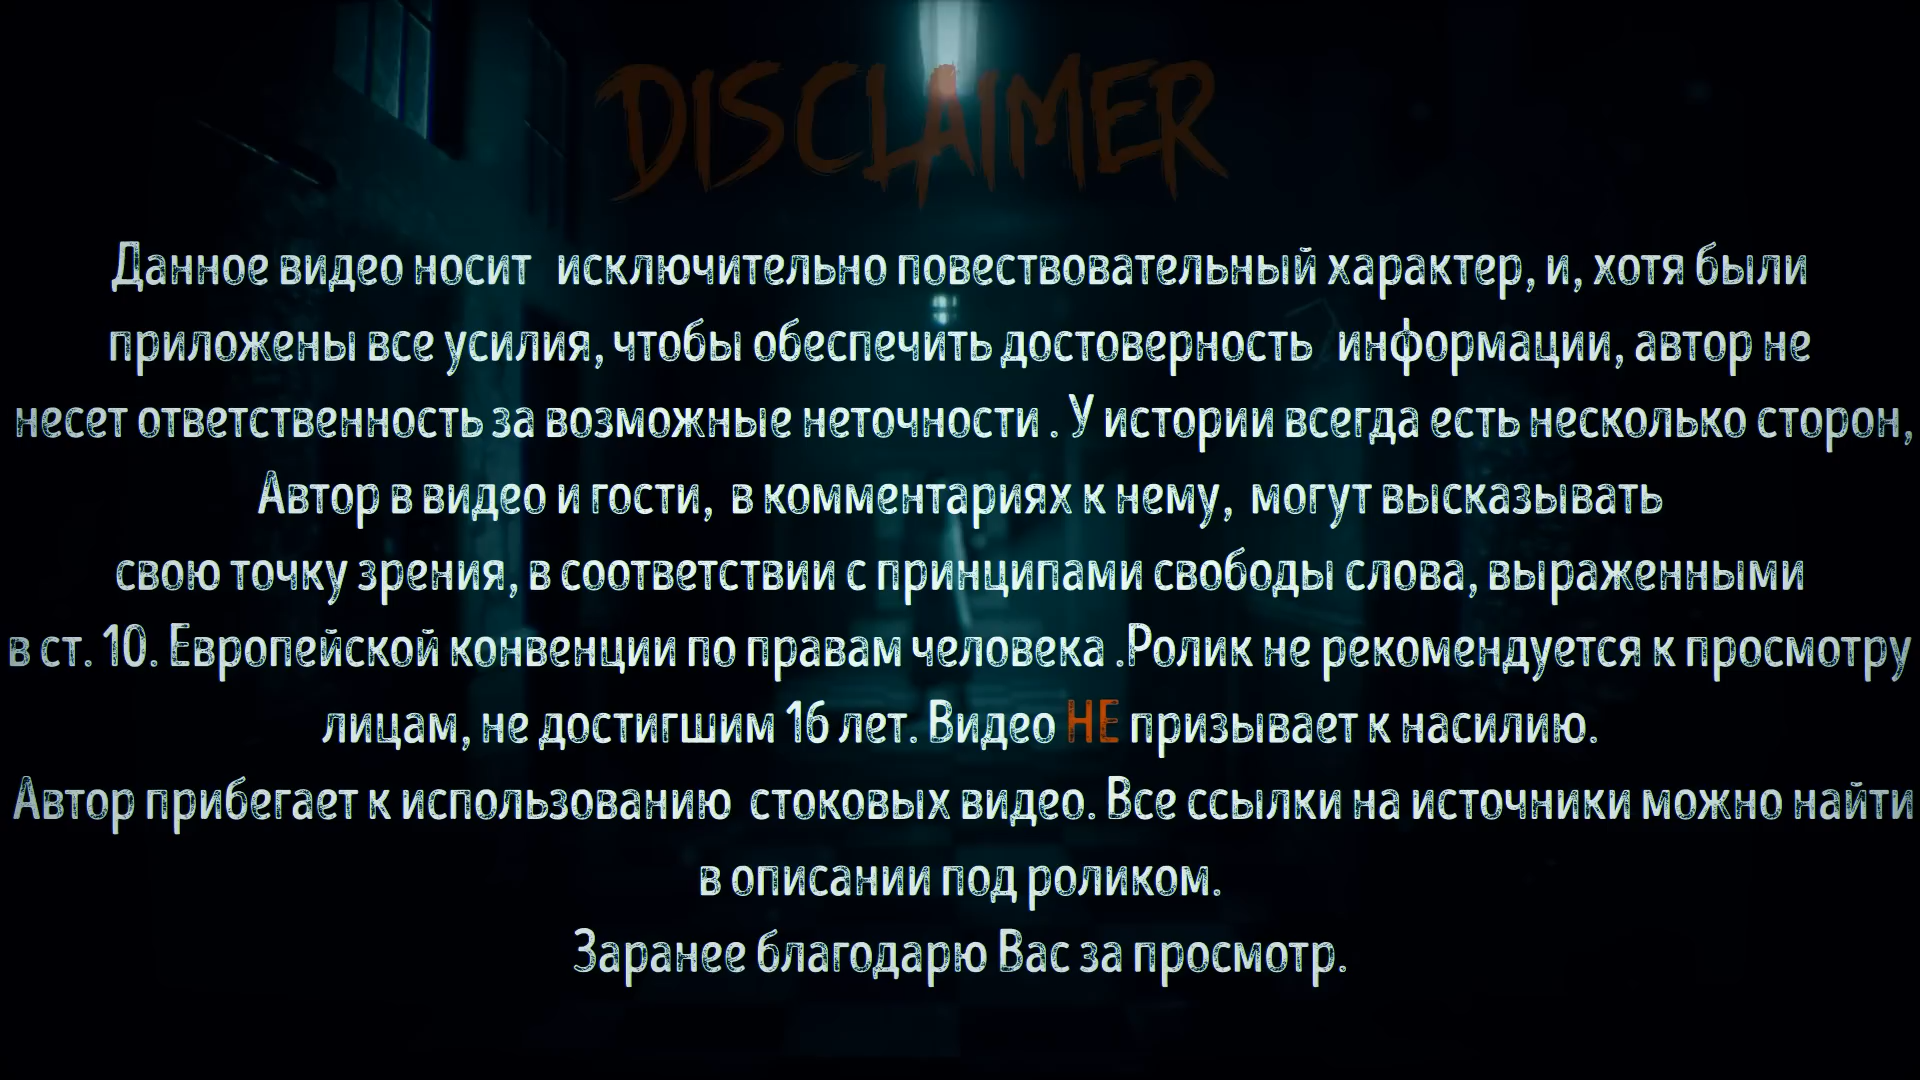 DISCLAIMER
Данное видео носит исключительно повествовательный характер, и, хотя были
приложены все усилия, чтобы обеспечить достоверность информации, автор не
несет ответственность за возможные неточности . У истории всегда есть несколько сторон,
Автор в видео и гости, в комментариях к нему, могут высказывать
свою точку зрения, в соответствии с принципами свободы слова, выраженными
в ст. 10. Европейской конвенции по правам человека .Ролик не рекомендуется к просмотру
лицам, не достигшим 16 лет. Видео НЕ призывает к насилию.
Автор прибегает к использованию стоковых видео. Все ссылки на источники можно найти
в описании под роликом.
Заранее благодарю Вас за просмотр.